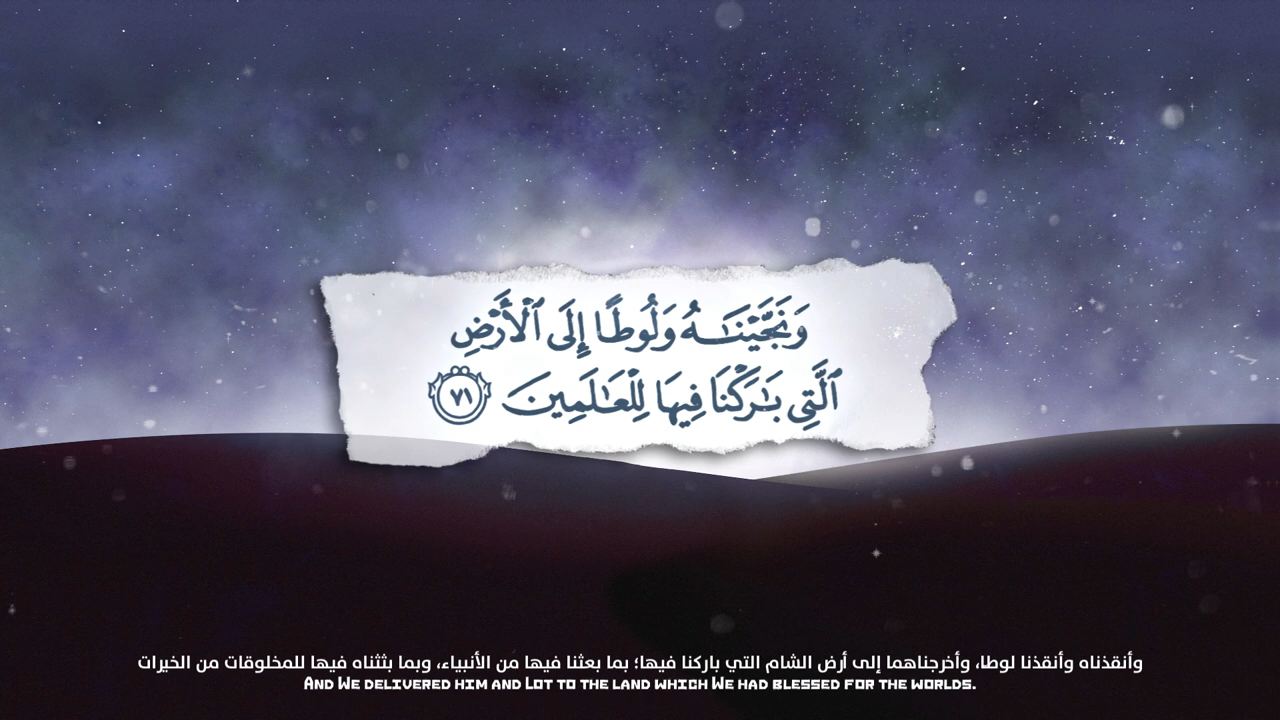 وَنَجَّيْنَـٰهُ وَلُوطًا إِلَى ٱلْأَرْضِ
ٱلَّتِى بَـٰرَكْنَا فِيهَا لِلْعَـٰلَمِينَ ٧١
وأنقذناه وأنقذنا لوطا، وأخرجناهما إلى أرض الشام التي باركنا فيها؛ بما بعثنا فيها من الأنبياء، وبما بثثناه فيها للمخلوقات من الخيرات
And We delivered him and Lot to the land which We had blessed for the worlds.